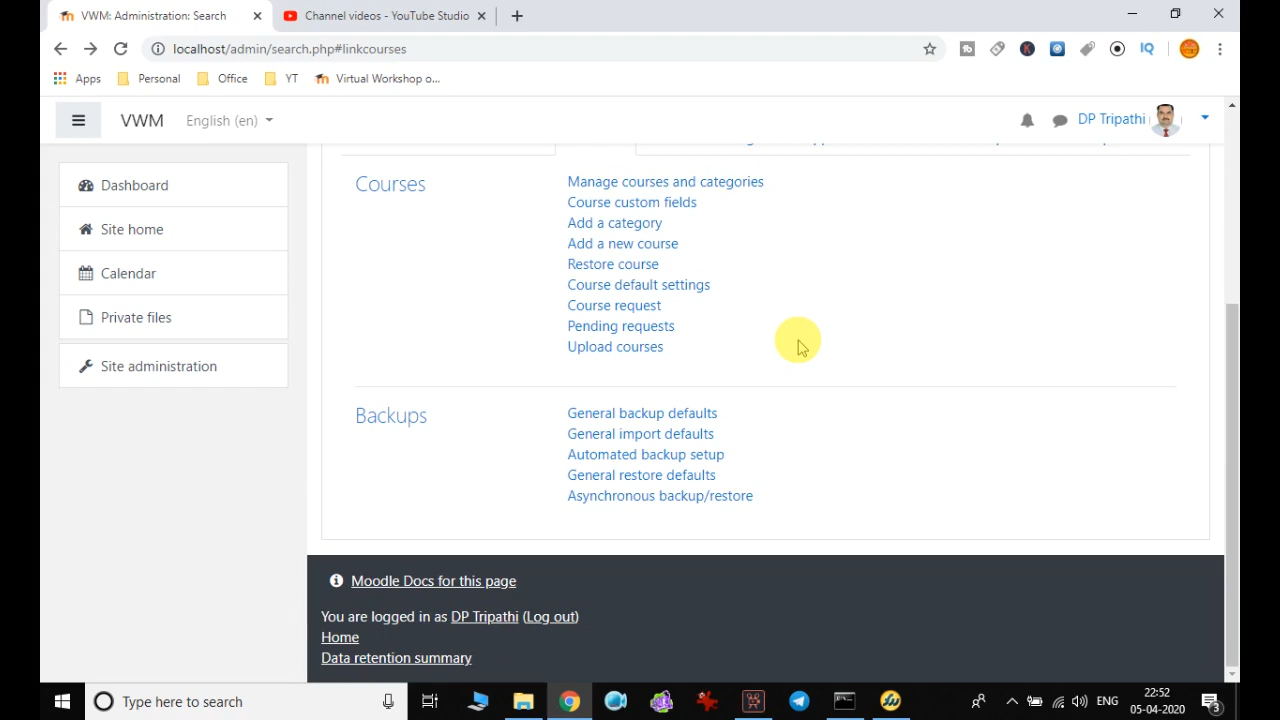 VWM: Administration: Search
Channel videos - YouTube Studio
localhost/admin/search.php#linkcourses
IQ
Apps
Personal
Office
YT
Virtual Workshop o...
VWM
English (en)
DP Tripathi
Dashboard
Site home
Calendar
Private files
Site administration
Courses
Manage courses and categories
Course custom fields
Add a category
Add a new course
Restore course
Course default settings
Course request
Pending requests
Upload courses
Backups
General backup defaults
General import defaults
Automated backup setup
General restore defaults
Asynchronous backup/restore
Moodle Docs for this page
You are logged in as DP Tripathi (Log out)
Home
Data retention summary
Type here to search
ENG
22:52
05-04-2020
3